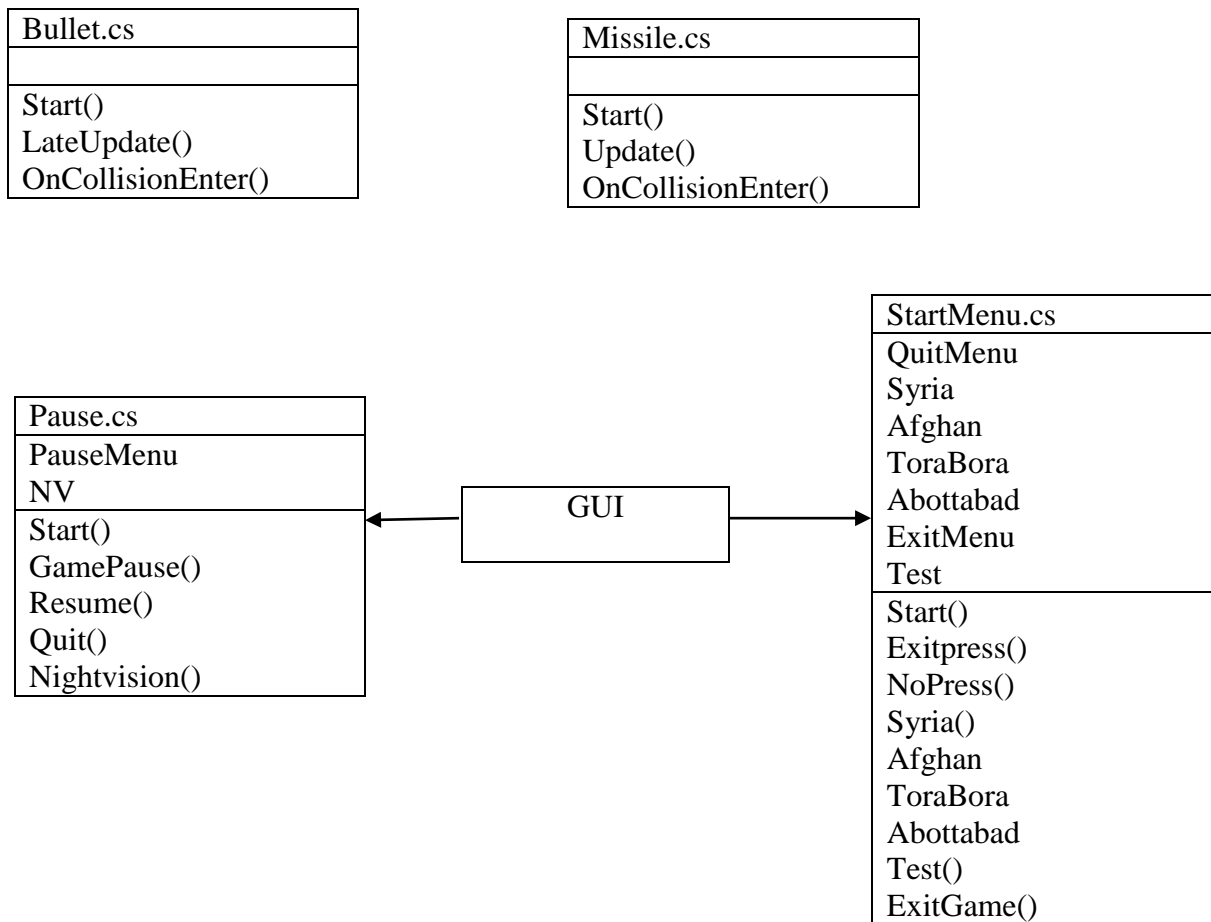 Bullet.cs
Start()
LateUpdate()
OnCollisionEnter()
Missile.cs
Start()
Update()
OnCollisionEnter()
Pause.cs
PauseMenu
NV
Start()
GamePause()
Resume()
Quit()
Nightvision()
GUI
StartMenu.cs
QuitMenu
Syria
Afghan
ToraBora
Abottabad
ExitMenu
Test
Start()
Exitpress()
NoPress()
Syria()
Afghan
ToraBora
Abottabad
Test()
ExitGame()